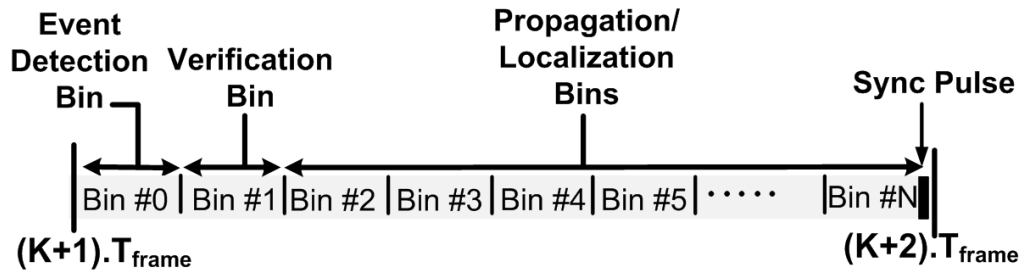 Event
Detection
Bin
Verification
Bin
Propagation/
Localization
Bins
Sync Pulse
Bin #0 Bin #1 Bin #2 Bin #3 Bin #4 Bin #5 ····· Bin #N
(K+1).Tframe
(K+2).Tframe